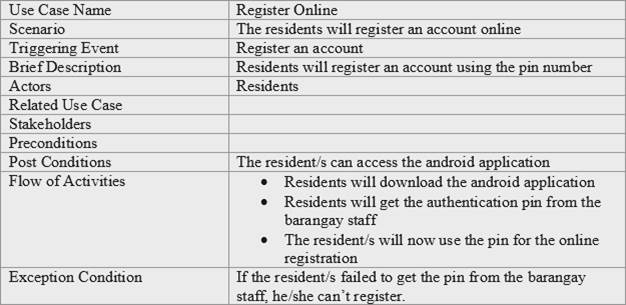 Use Case Name Register Online
Scenario The residents will register an account online
Triggering Event Register an account
Brief Description Residents will register an account using the pin number
Actors Residents
Related Use Case
Stakeholders
Preconditions
Post Conditions The resident/s can access the android application
Flow of Activities • Residents will download the android application
• Residents will get the authentication pin from the
barangay staff
• The resident/s will now use the pin for the online
registration
Exception Condition If the resident/s failed to get the pin from the barangay
staff, he/she can’t register.